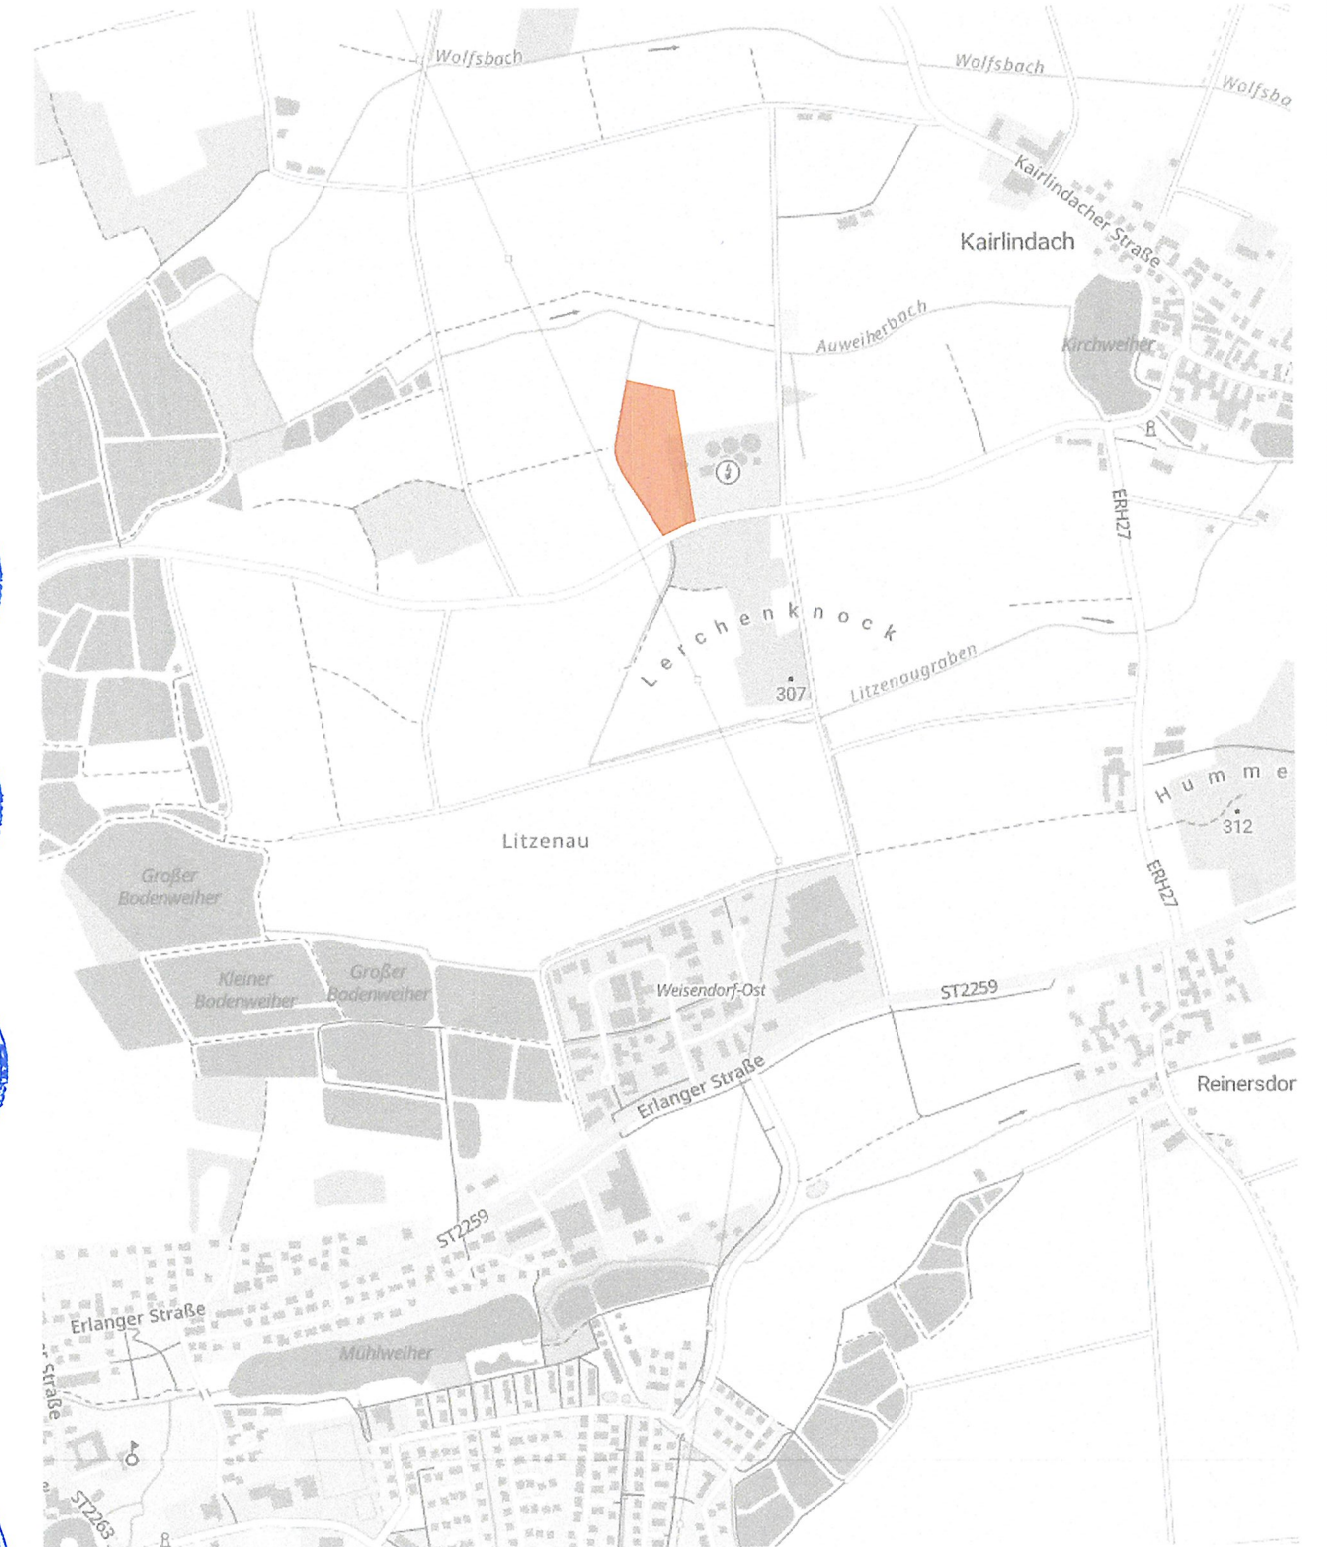 Wolfsbach
Wolfsbach
Wolfsba
Kairlindacher Straße
Kairlindach
Auweiherbach
Kirchweiher
ERH27
Lerchenknock
307
Litzenaugraben
Humme
312
Litzenau
ERH27
Großer
Bodenweiher
Kleiner
Bodenweiher
Großer
Bodenweiher
Weisendorf-Ost
ST2259
Erlanger Straße
Reinersdor
ST2259
Erlanger Straße
Mühlweiher
er Straße
ST2263